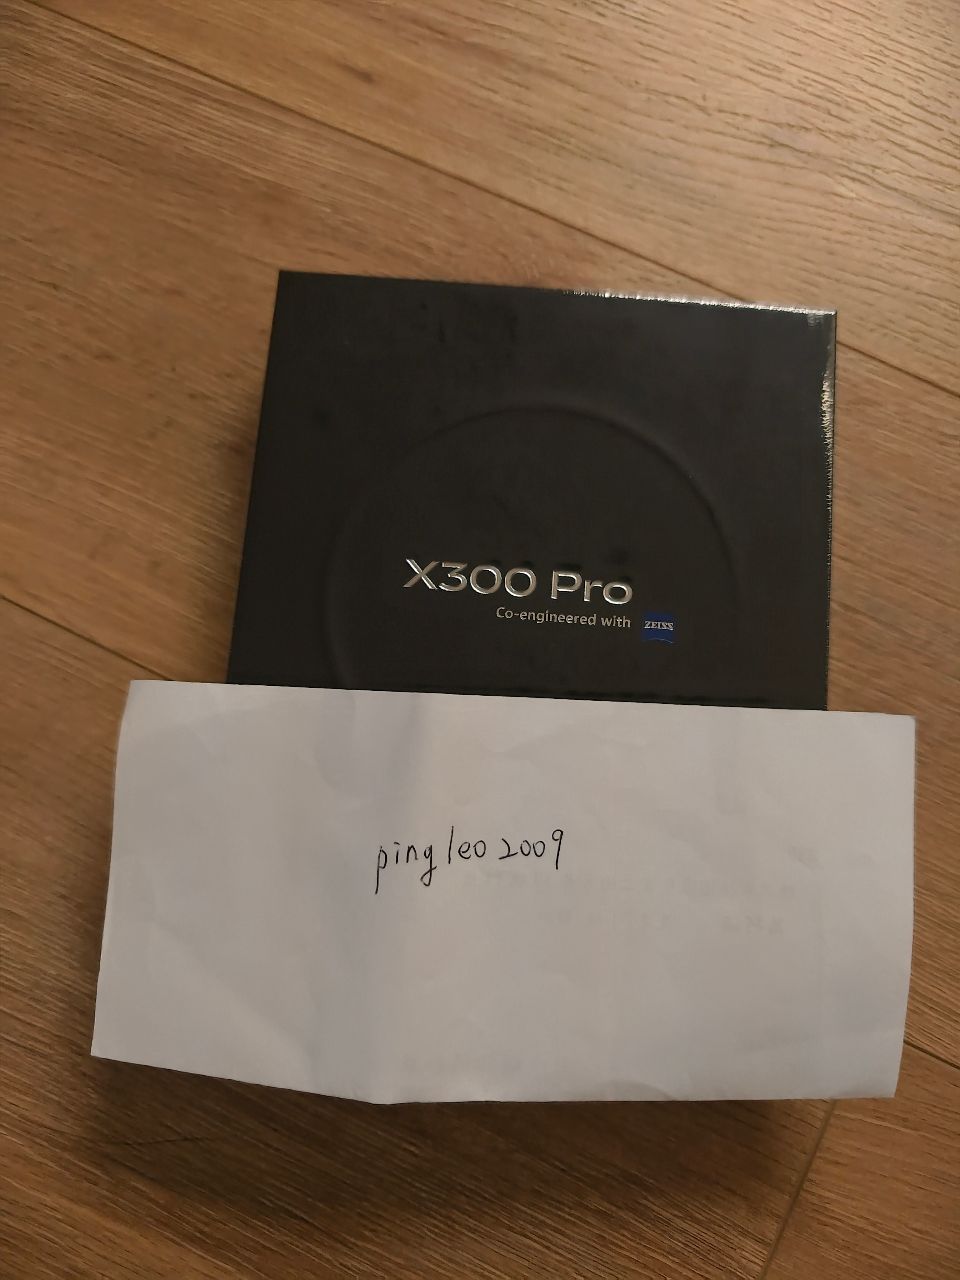 X300 Pro
Co-engineered with ZEISS
pingleo2009